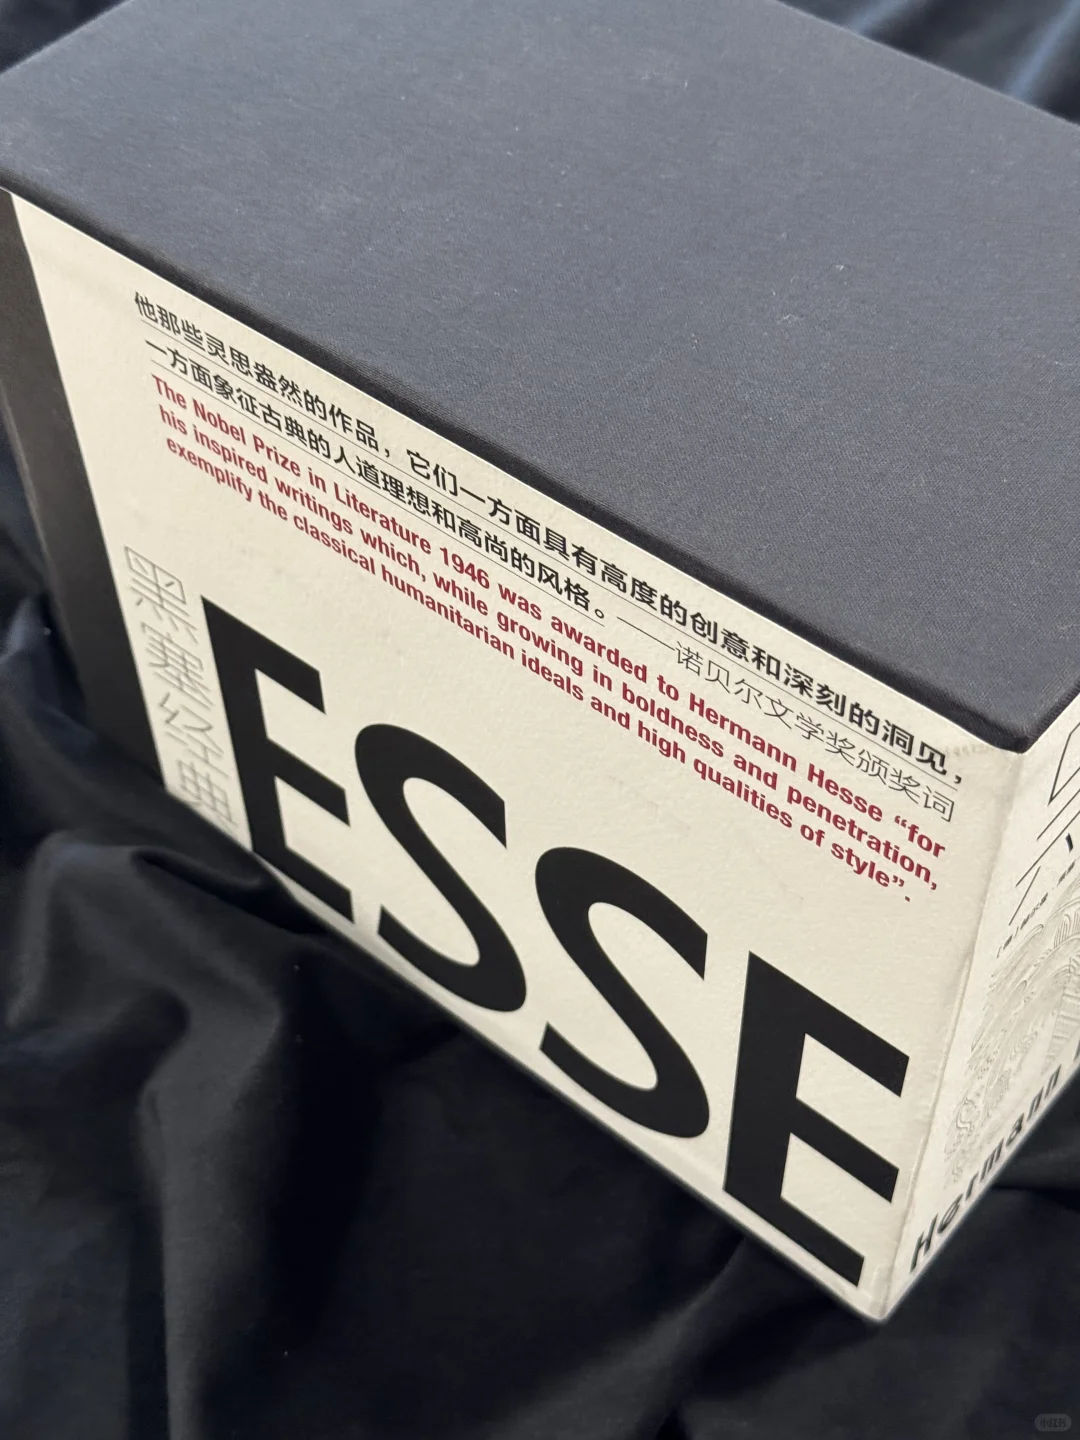 他那些灵思盎然的作品，它们一方面具有高度的创意和深刻的洞见，
一方面象征古典的人道理想和高尚的风格。——诺贝尔文学奖颁奖词
The Nobel Prize in Literature 1946 was awarded to Hermann Hesse “for
his inspired writings which, while growing in boldness and penetration,
exemplify the classical humanitarian ideals and high qualities of style”.
黑塞经典
ESSE
Hermann
小红书